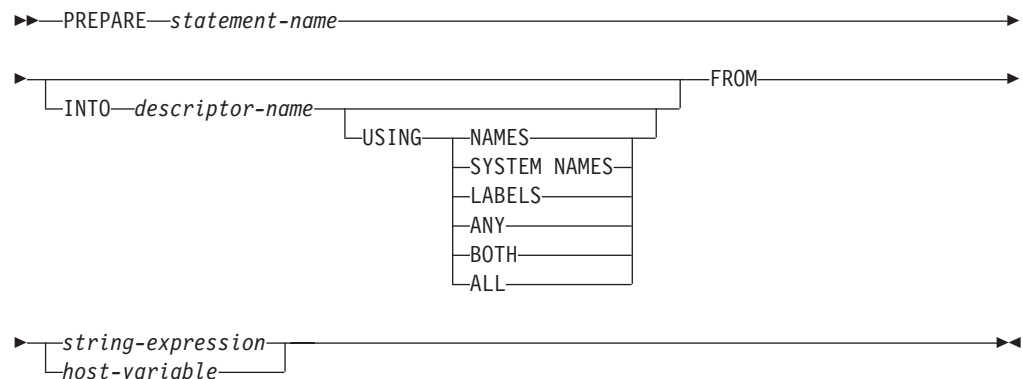 PREPARE statement-name
FROM
INTO descriptor-name
USING NAMES
SYSTEM NAMES
LABELS
ANY
BOTH
ALL
string-expression
host-variable